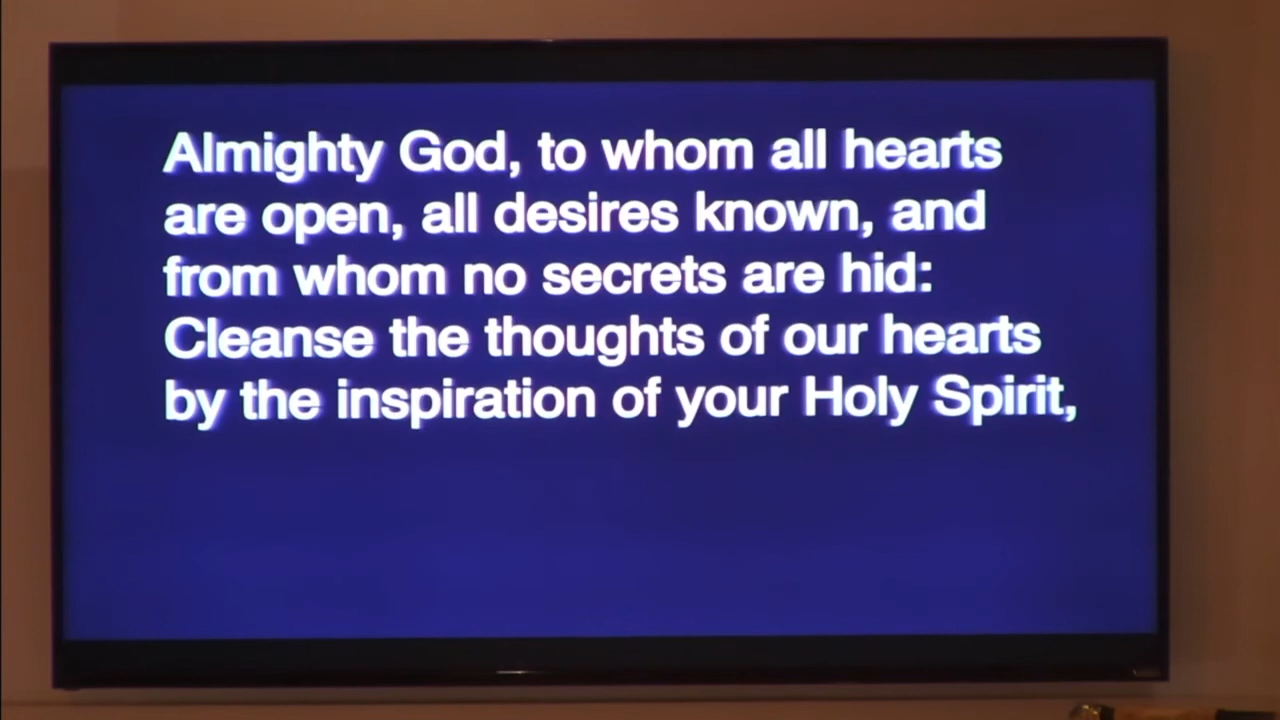 Almighty God, to whom all hearts
are open, all desires known, and
from whom no secrets are hid:
Cleanse the thoughts of our hearts
by the inspiration of your Holy Spirit,